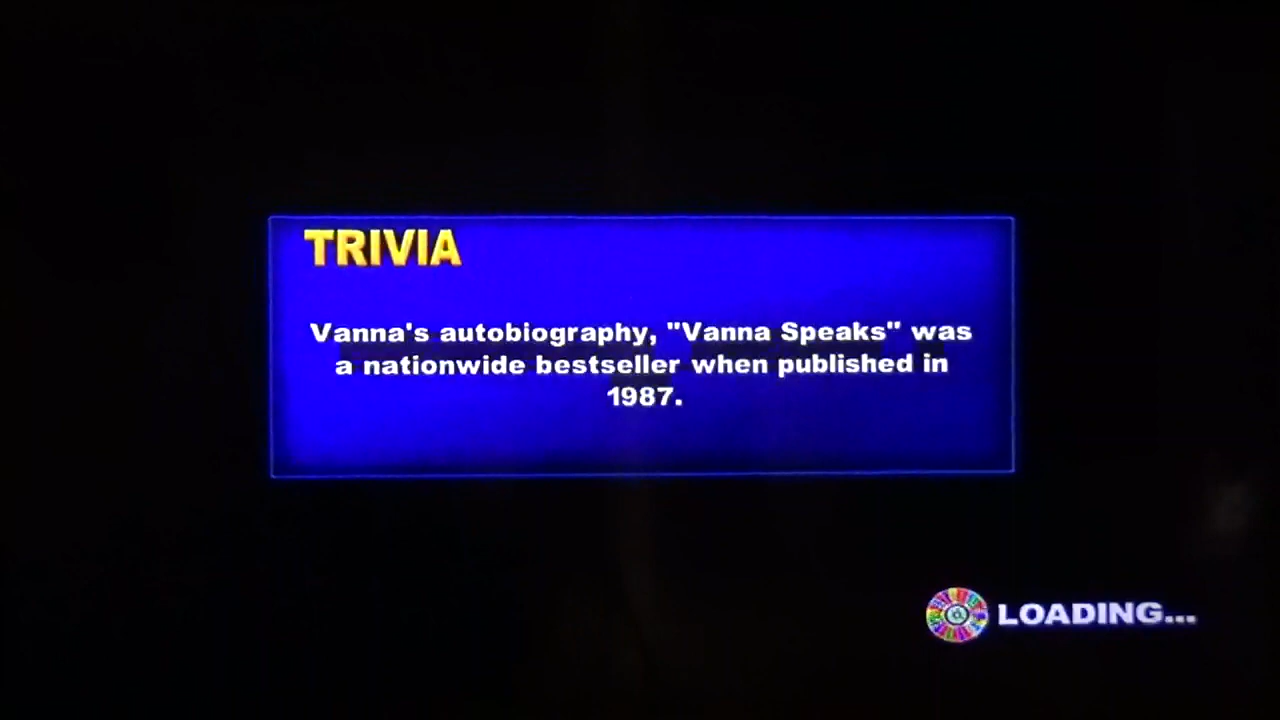 TRIVIA
Vanna's autobiography, "Vanna Speaks" was
a nationwide bestseller when published in
1987.
LOADING...